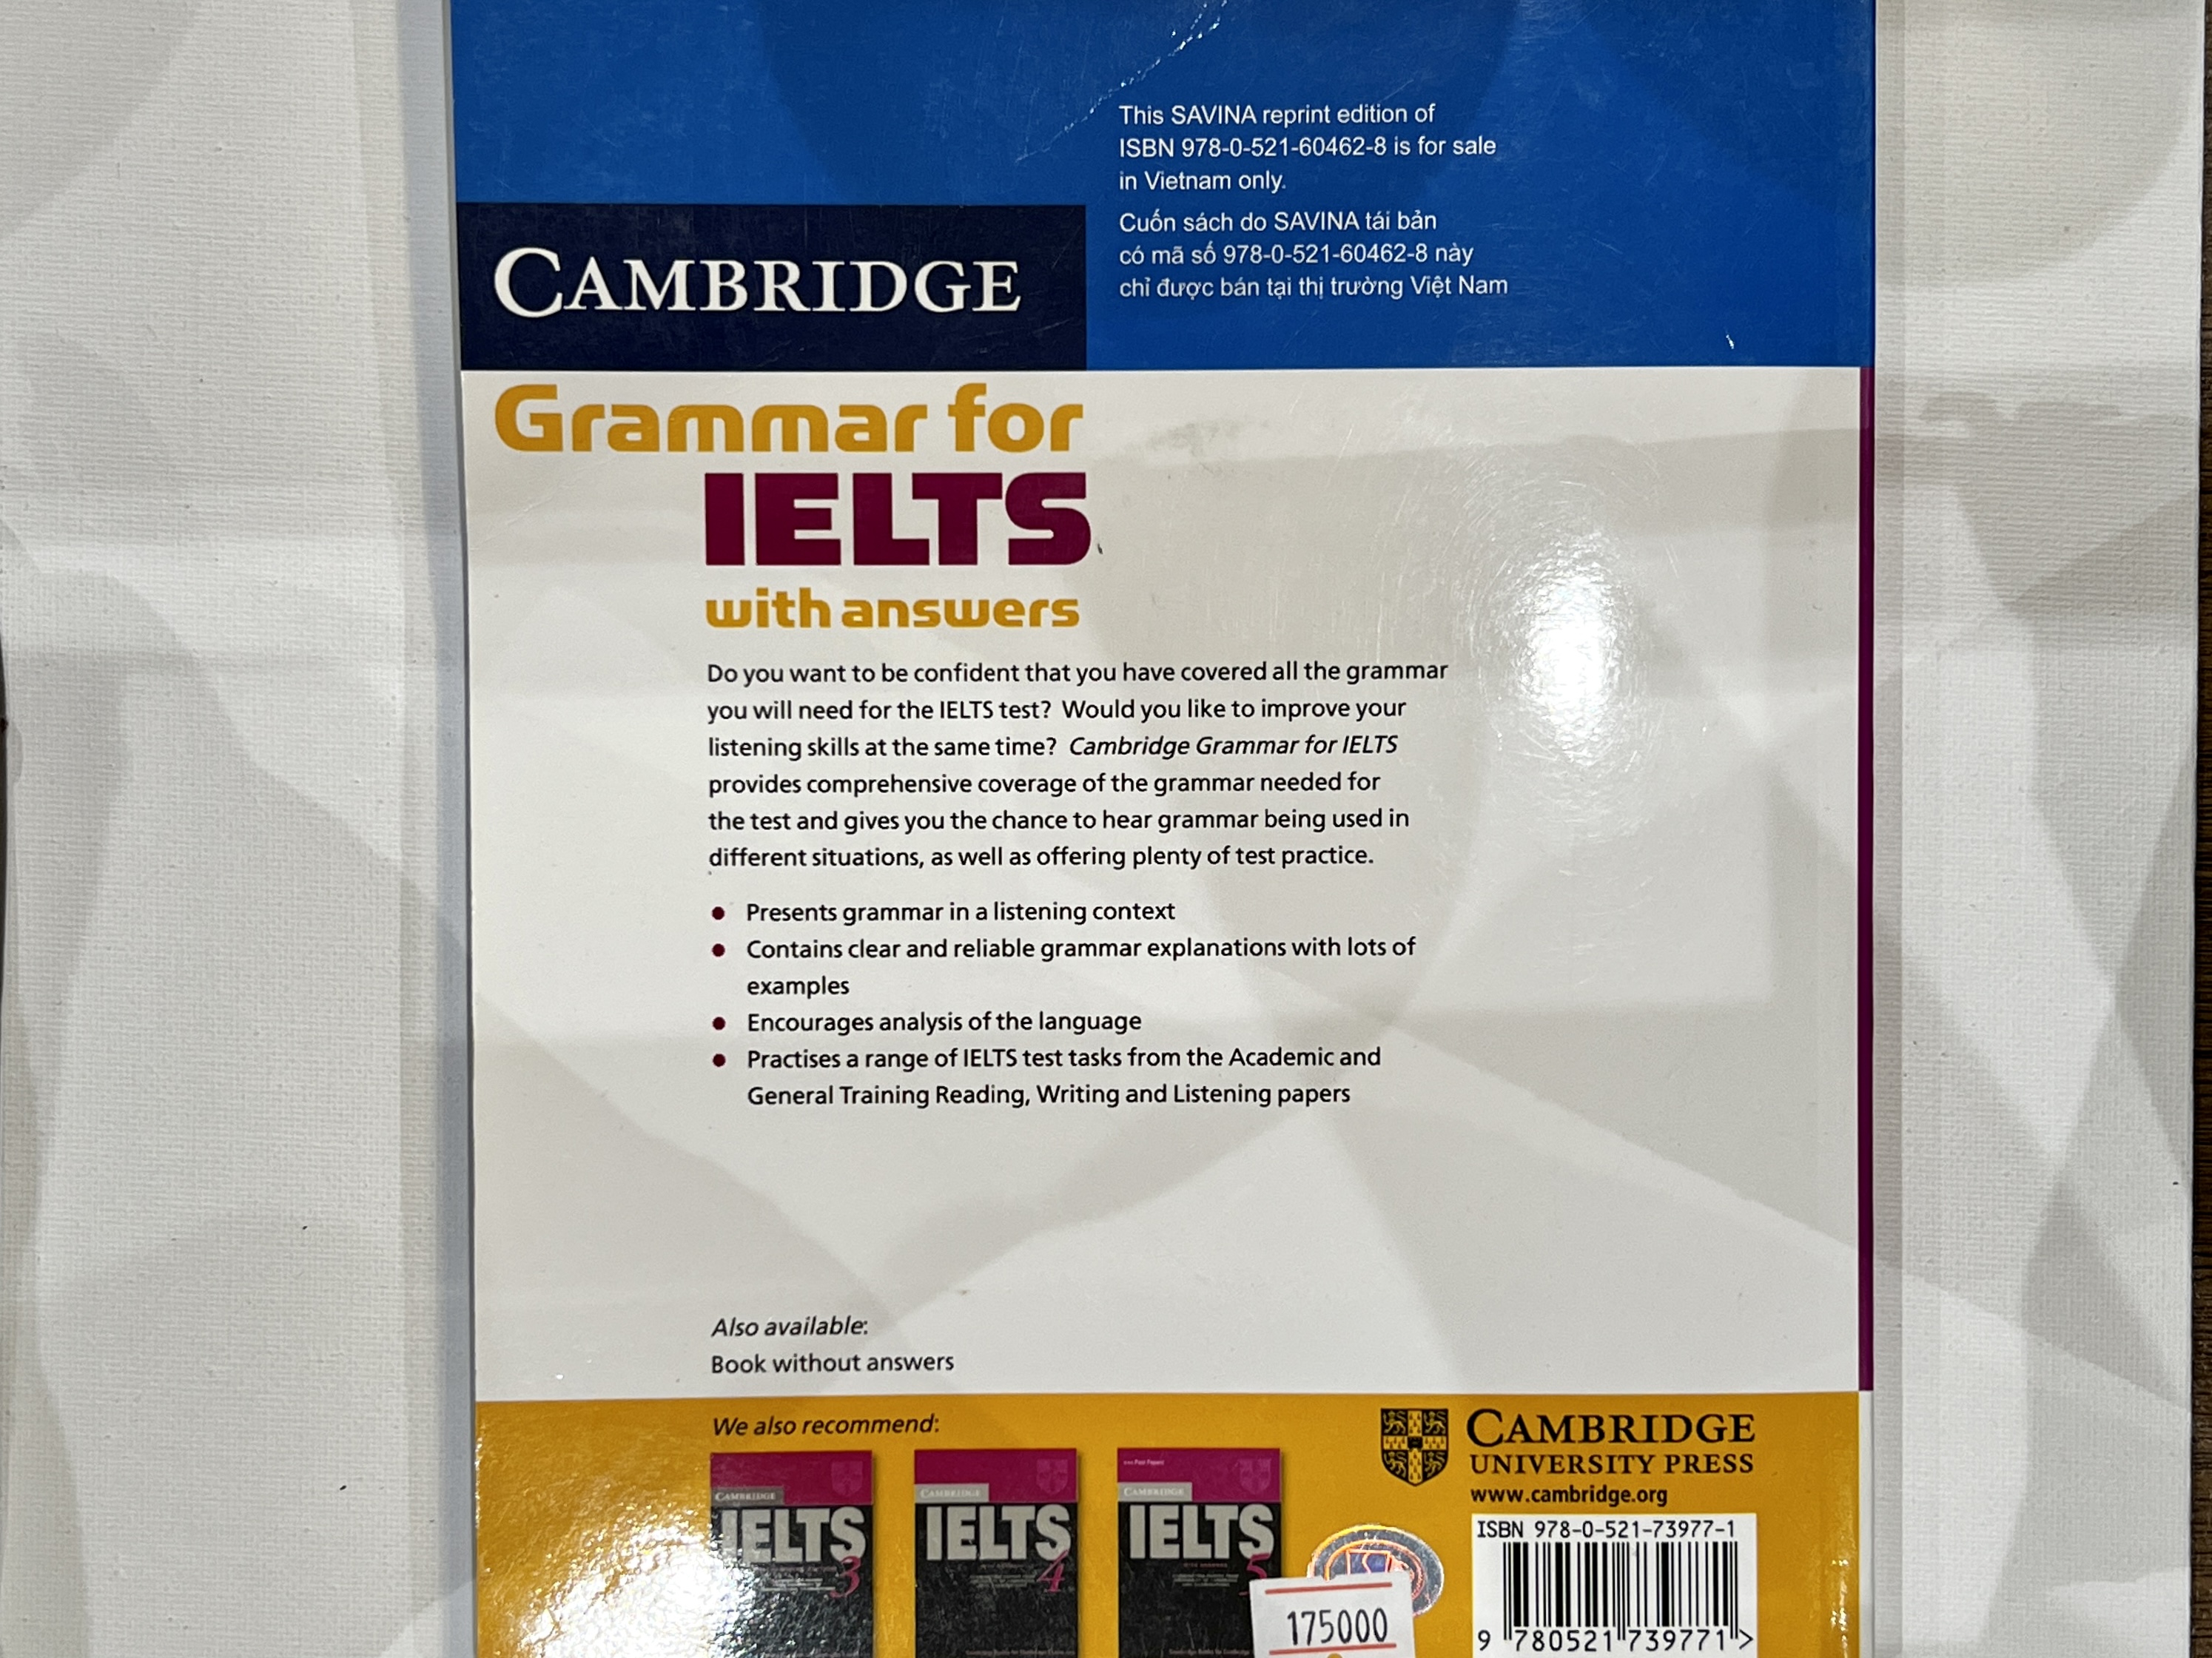 This SAVINA reprint edition of
ISBN 978-0-521-60462-8 is for sale
in Vietnam only.
Cuốn sách do SAVINA tái bản
có mã số 978-0-521-60462-8 này
chỉ được bán tại thị trường Việt Nam
CAMBRIDGE
Grammar for
IELTS
with answers
Do you want to be confident that you have covered all the grammar
you will need for the IELTS test? Would you like to improve your
listening skills at the same time? Cambridge Grammar for IELTS
provides comprehensive coverage of the grammar needed for
the test and gives you the chance to hear grammar being used in
different situations, as well as offering plenty of test practice.
● Presents grammar in a listening context
● Contains clear and reliable grammar explanations with lots of
examples
● Encourages analysis of the language
● Practises a range of IELTS test tasks from the Academic and
General Training Reading, Writing and Listening papers
Also available:
Book without answers
We also recommend:
CAMBRIDGE
IELTS
3
CAMBRIDGE
IELTS
4
CAMBRIDGE
IELTS
5
175000
CAMBRIDGE
UNIVERSITY PRESS
www.cambridge.org
ISBN 978-0-521-73977-1
9 780521 739771 >